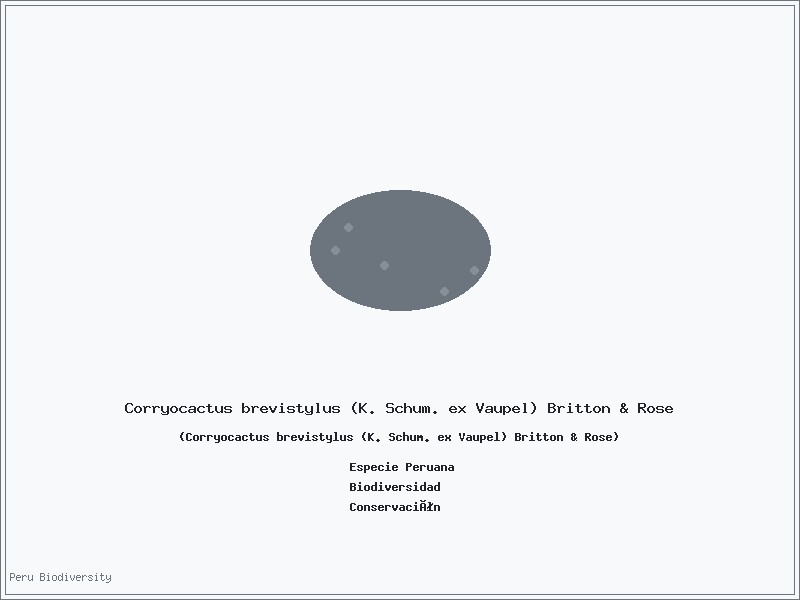 Corryocactus brevistylus (K. Schum. ex Vaupel) Britton & Rose
(Corryocactus brevistylus (K. Schum. ex Vaupel) Britton & Rose)
Especie Peruana
Biodiversidad
ConservaciÃłn
Peru Biodiversity